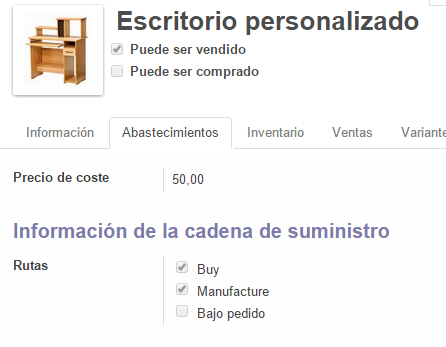 Escritorio personalizado
Puede ser vendido
Puede ser comprado
Información Abastecimientos Inventario Ventas Variante
Precio de coste 50,00
Información de la cadena de suministro
Rutas Buy
Manufacture
Bajo pedido